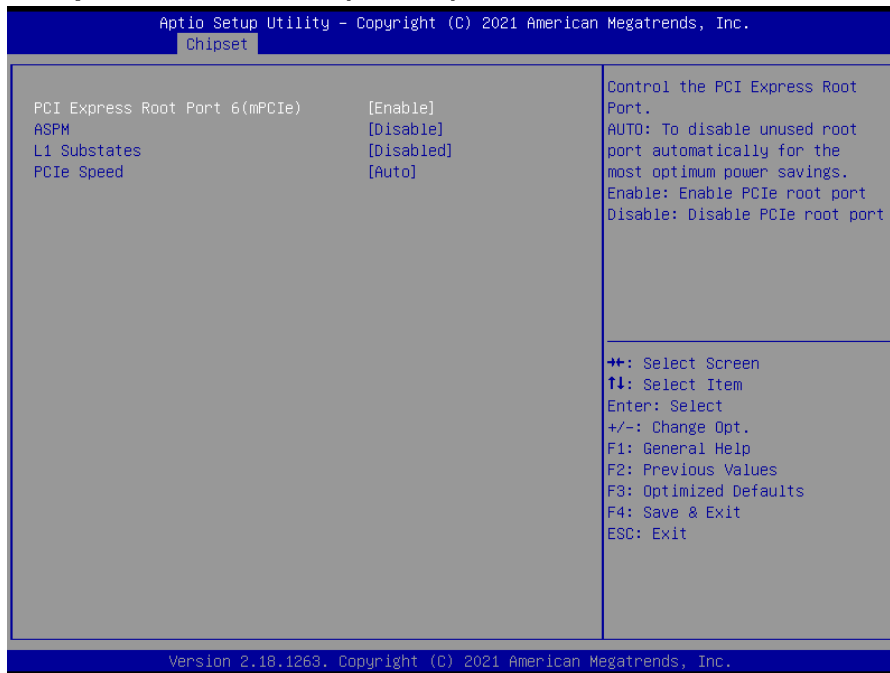 Aptio Setup Utility – Copyright (C) 2021 American Megatrends, Inc.
Chipset
PCI Express Root Port 6(mPCIe) [Enable]
ASPM [Disable]
L1 Substates [Disabled]
PCIe Speed [Auto]
Control the PCI Express Root
Port.
AUTO: To disable unused root
port automatically for the
most optimum power savings.
Enable: Enable PCIe root port
Disable: Disable PCIe root port
→←: Select Screen
↑↓: Select Item
Enter: Select
+/-: Change Opt.
F1: General Help
F2: Previous Values
F3: Optimized Defaults
F4: Save & Exit
ESC: Exit
Version 2.18.1263. Copyright (C) 2021 American Megatrends, Inc.